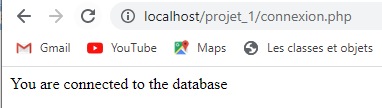 localhost/projet_1/connexion.php
Gmail YouTube Maps Les classes et objets
You are connected to the database